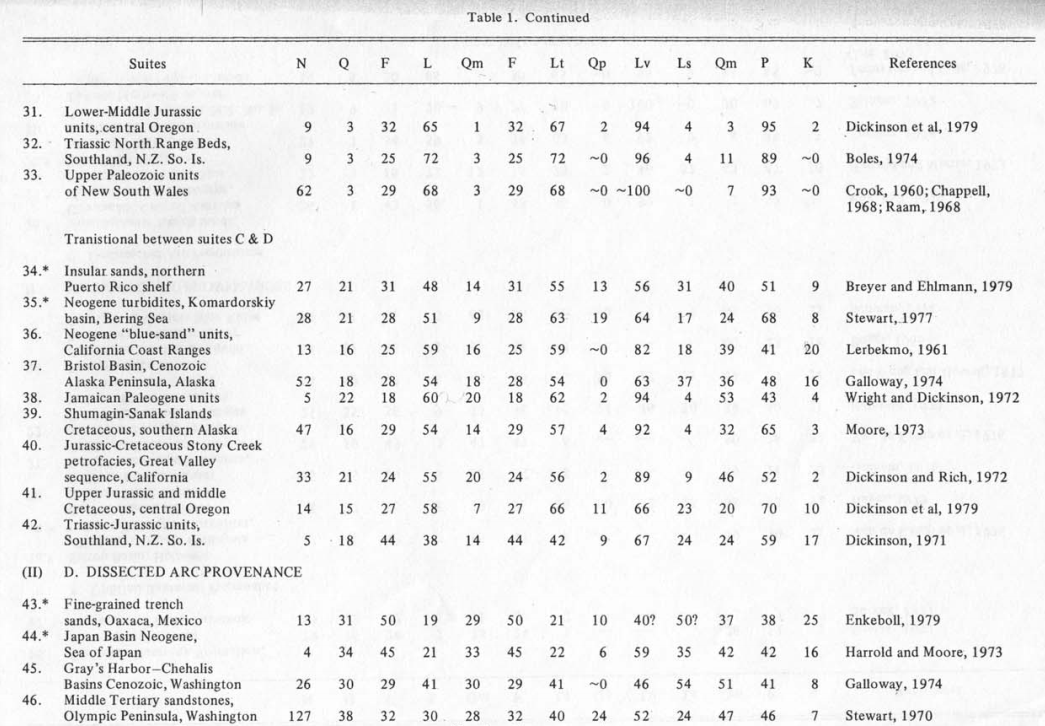 Table 1. Continued
Suites N Q F L Qm F Lt Qp Lv Ls Qm P K References
31. Lower-Middle Jurassic
units, central Oregon 9 3 32 65 1 32 67 2 94 4 3 95 2 Dickinson et al, 1979
32. Triassic North Range Beds,
Southland, N.Z. So. Is. 9 3 25 72 3 25 72 ~0 96 4 11 89 ~0 Boles, 1974
33. Upper Paleozoic units
of New South Wales 62 3 29 68 3 29 68 ~0 ~100 ~0 7 93 ~0 Crook, 1960; Chappell,
1968; Raam, 1968
Tranistional between suites C & D
34.* Insular sands, northern
Puerto Rico shelf 27 21 31 48 14 31 55 13 56 31 40 51 9 Breyer and Ehlmann, 1979
35.* Neogene turbidites, Komardorskiy
basin, Bering Sea 28 21 28 51 9 28 63 19 64 17 24 68 8 Stewart, 1977
36. Neogene “blue-sand” units,
California Coast Ranges 13 16 25 59 16 25 59 ~0 82 18 39 41 20 Lerbekmo, 1961
37. Bristol Basin, Cenozoic
Alaska Peninsula, Alaska 52 18 28 54 18 28 54 0 63 37 36 48 16 Galloway, 1974
38. Jamaican Paleogene units 5 22 18 60 20 18 62 2 94 4 53 43 4 Wright and Dickinson, 1972
39. Shumagin-Sanak Islands
Cretaceous, southern Alaska 47 16 29 54 14 29 57 4 92 4 32 65 3 Moore, 1973
40. Jurassic-Cretaceous Stony Creek
petrofacies, Great Valley
sequence, California 33 21 24 55 20 24 56 2 89 9 46 52 2 Dickinson and Rich, 1972
41. Upper Jurassic and middle
Cretaceous, central Oregon 14 15 27 58 7 27 66 11 66 23 20 70 10 Dickinson et al, 1979
42. Triassic-Jurassic units,
Southland, N.Z. So. Is. 5 18 44 38 14 44 42 9 67 24 24 59 17 Dickinson, 1971
(II) D. DISSECTED ARC PROVENANCE
43.* Fine-grained trench
sands, Oaxaca, Mexico 13 31 50 19 29 50 21 10 40? 50? 37 38 25 Enkeboll, 1979
44.* Japan Basin Neogene,
Sea of Japan 4 34 45 21 33 45 22 6 59 35 42 42 16 Harrold and Moore, 1973
45. Gray's Harbor–Chehalis
Basins Cenozoic, Washington 26 30 29 41 30 29 41 ~0 46 54 51 41 8 Galloway, 1974
46. Middle Tertiary sandstones,
Olympic Peninsula, Washington 127 38 32 30 28 32 40 24 52 24 47 46 7 Stewart, 1970